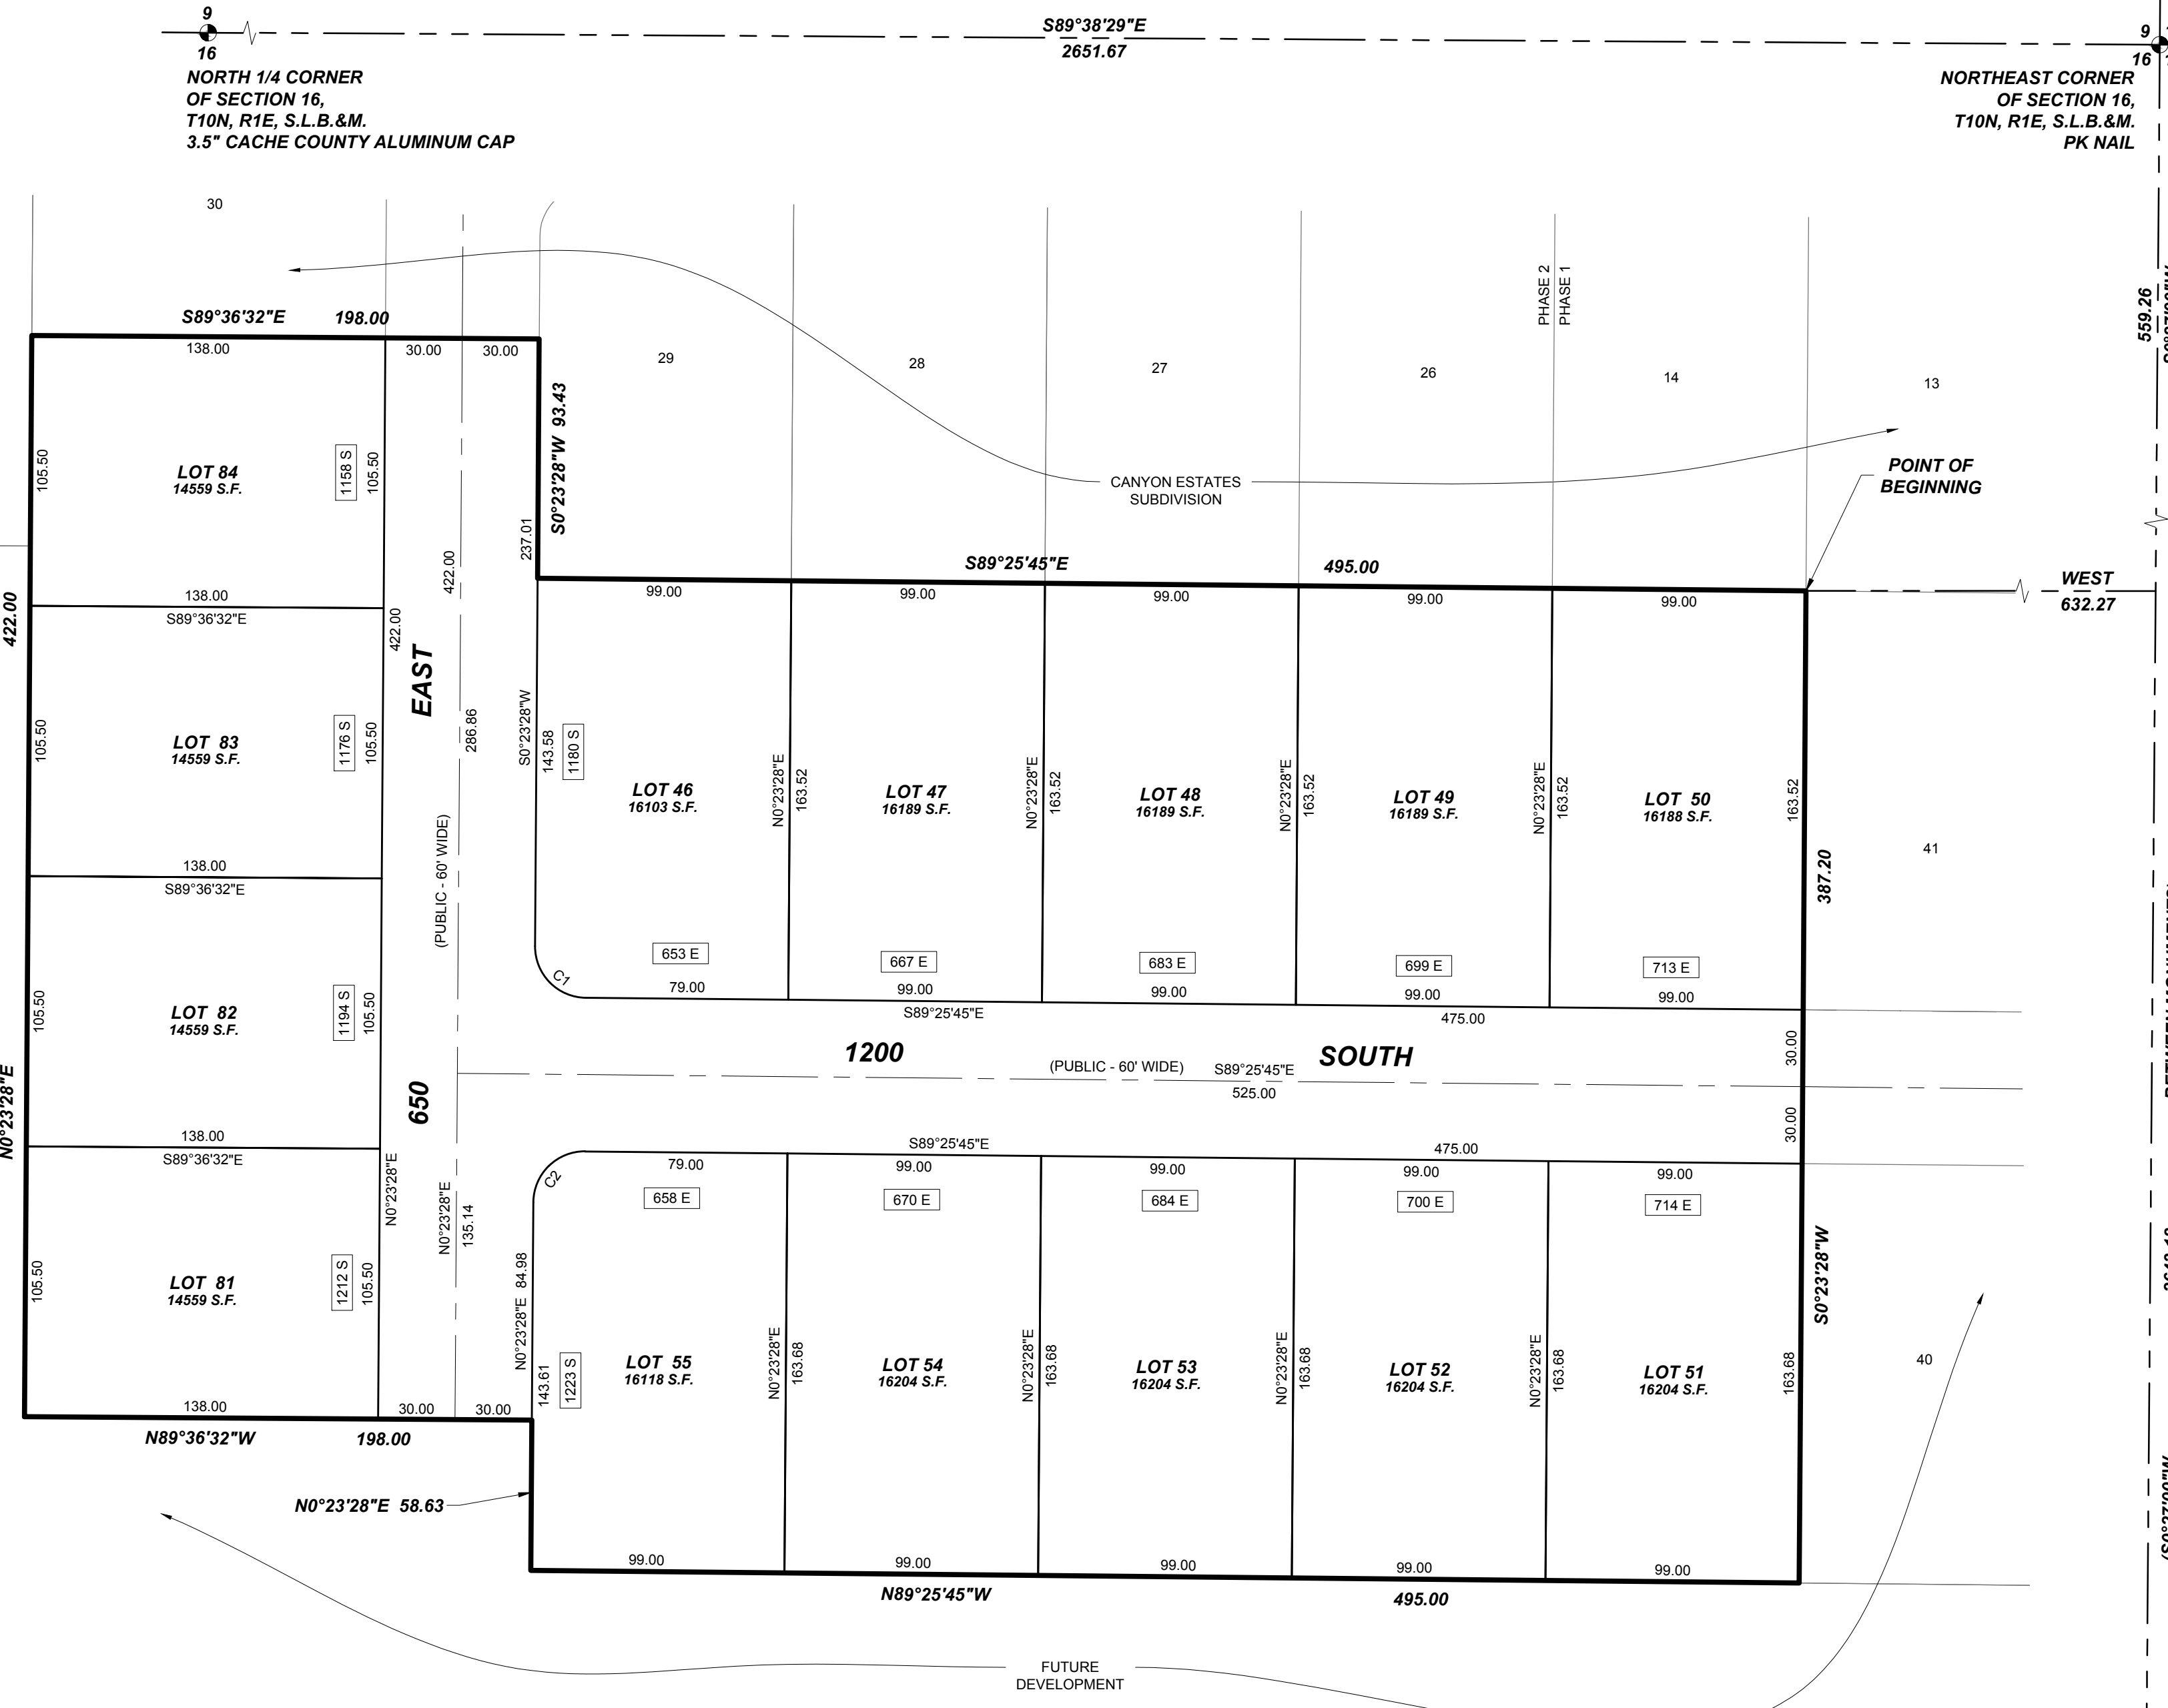 9
16
S89°38'29"E
2651.67
9
16
NORTH 1/4 CORNER
OF SECTION 16,
T10N, R1E, S.L.B.&M.
3.5" CACHE COUNTY ALUMINUM CAP
NORTHEAST CORNER
OF SECTION 16,
T10N, R1E, S.L.B.&M.
PK NAIL
30
PHASE 2
PHASE 1
559.26
S89°36'32"E 198.00
138.00
30.00
30.00
29
28
27
26
14
13
S0°23'28"W 93.43
CANYON ESTATES
SUBDIVISION
POINT OF
BEGINNING
105.50
LOT 84
14559 S.F.
1158 S
105.50
237.01
422.00
S89°25'45"E
495.00
WEST
632.27
138.00
S89°36'32"E
422.00
422.00
EAST
99.00
99.00
99.00
99.00
99.00
105.50
LOT 83
14559 S.F.
1176 S
105.50
286.86
S0°23'28"W
143.58
1180 S
LOT 46
16103 S.F.
N0°23'28"E
163.52
LOT 47
16189 S.F.
N0°23'28"E
163.52
LOT 48
16189 S.F.
N0°23'28"E
163.52
LOT 49
16189 S.F.
N0°23'28"E
163.52
LOT 50
16188 S.F.
163.52
41
387.20
138.00
S89°36'32"E
(PUBLIC - 60' WIDE)
C1
653 E
667 E
683 E
699 E
713 E
79.00
99.00
99.00
99.00
99.00
S89°25'45"E
475.00
105.50
LOT 82
14559 S.F.
1194 S
105.50
1200
SOUTH
(PUBLIC - 60' WIDE)
S89°25'45"E
525.00
30.00
30.00
650
N0°23'28"E
138.00
S89°36'32"E
S89°25'45"E
475.00
C2
79.00
99.00
99.00
99.00
99.00
658 E
670 E
684 E
700 E
714 E
N0°23'28"E
N0°23'28"E
135.14
105.50
LOT 81
14559 S.F.
1212 S
105.50
N0°23'28"E 84.98
143.61
1223 S
LOT 55
16118 S.F.
N0°23'28"E
163.68
LOT 54
16204 S.F.
N0°23'28"E
163.68
LOT 53
16204 S.F.
N0°23'28"E
163.68
LOT 52
16204 S.F.
N0°23'28"E
163.68
LOT 51
16204 S.F.
163.68
S0°23'28"W
40
138.00
30.00
30.00
N89°36'32"W
198.00
N0°23'28"E 58.63
99.00
99.00
99.00
99.00
99.00
N89°25'45"W
495.00
FUTURE
DEVELOPMENT